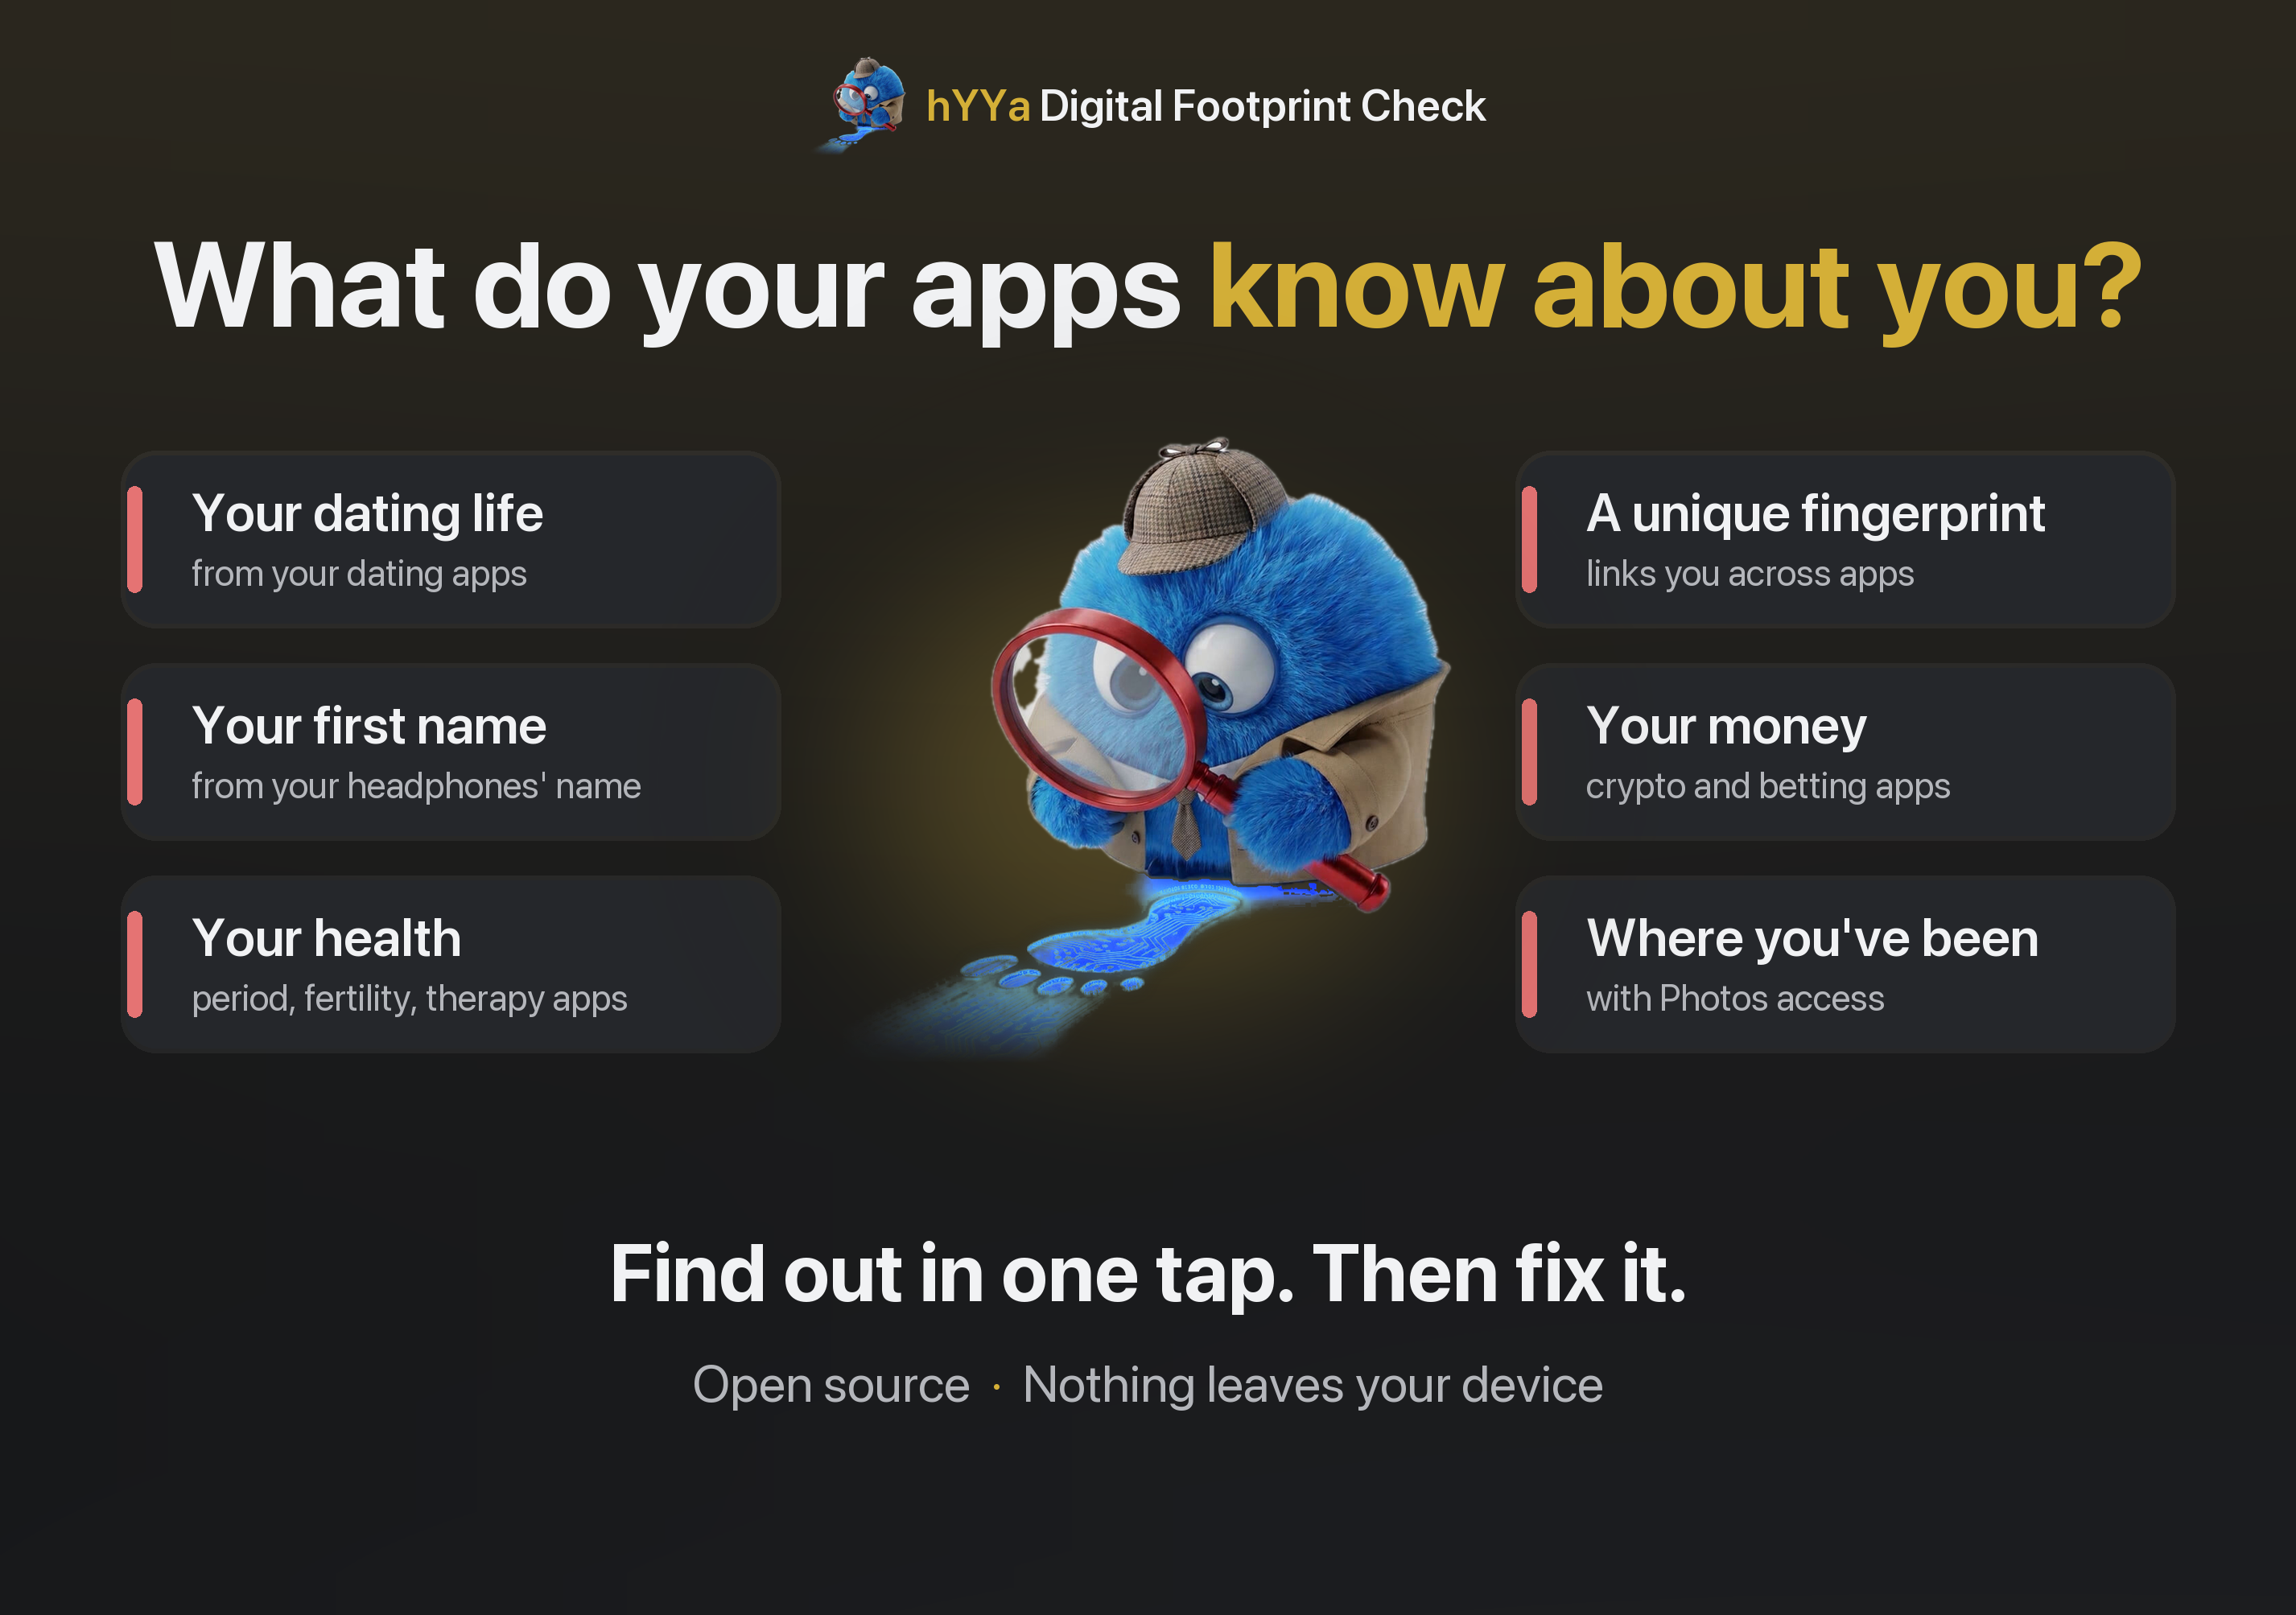 hYYa Digital Footprint Check
What do your apps know about you?
Your dating life
from your dating apps
Your first name
from your headphones' name
Your health
period, fertility, therapy apps
A unique fingerprint
links you across apps
Your money
crypto and betting apps
Where you've been
with Photos access
Find out in one tap. Then fix it.
Open source · Nothing leaves your device